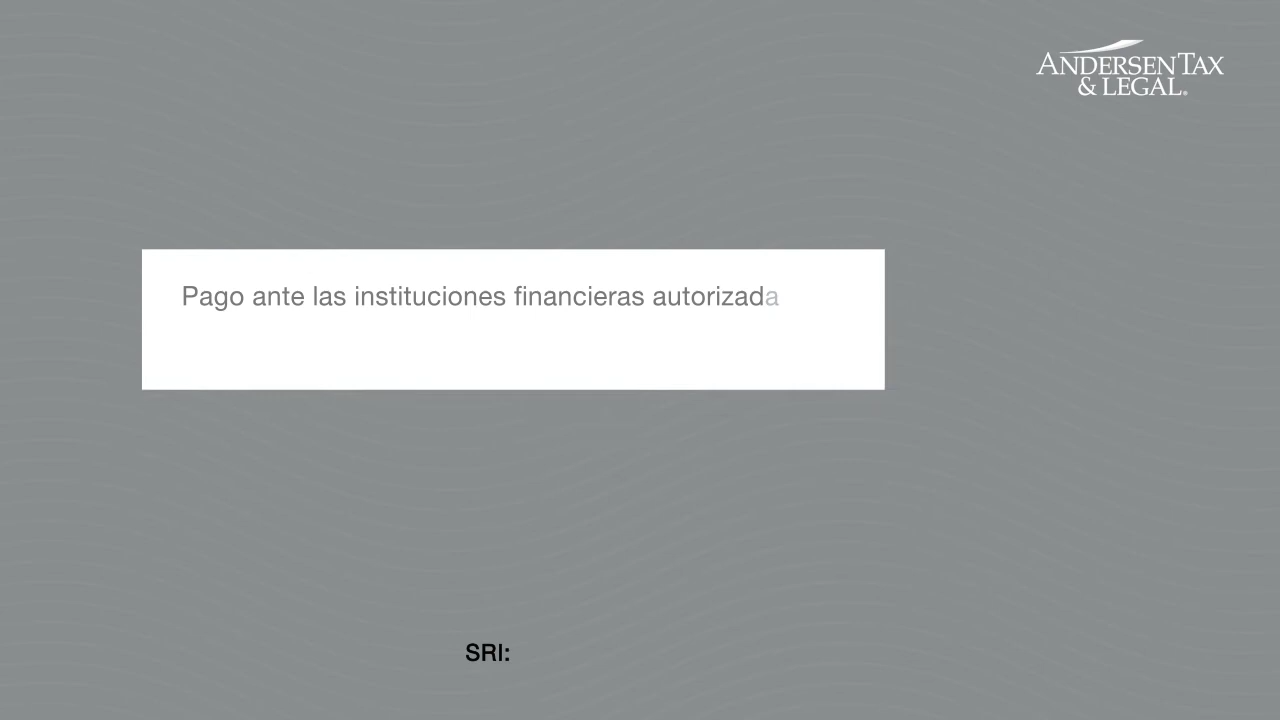 ANDERSEN TAX
& LEGAL®
Pago ante las instituciones financieras autorizada
SRI: